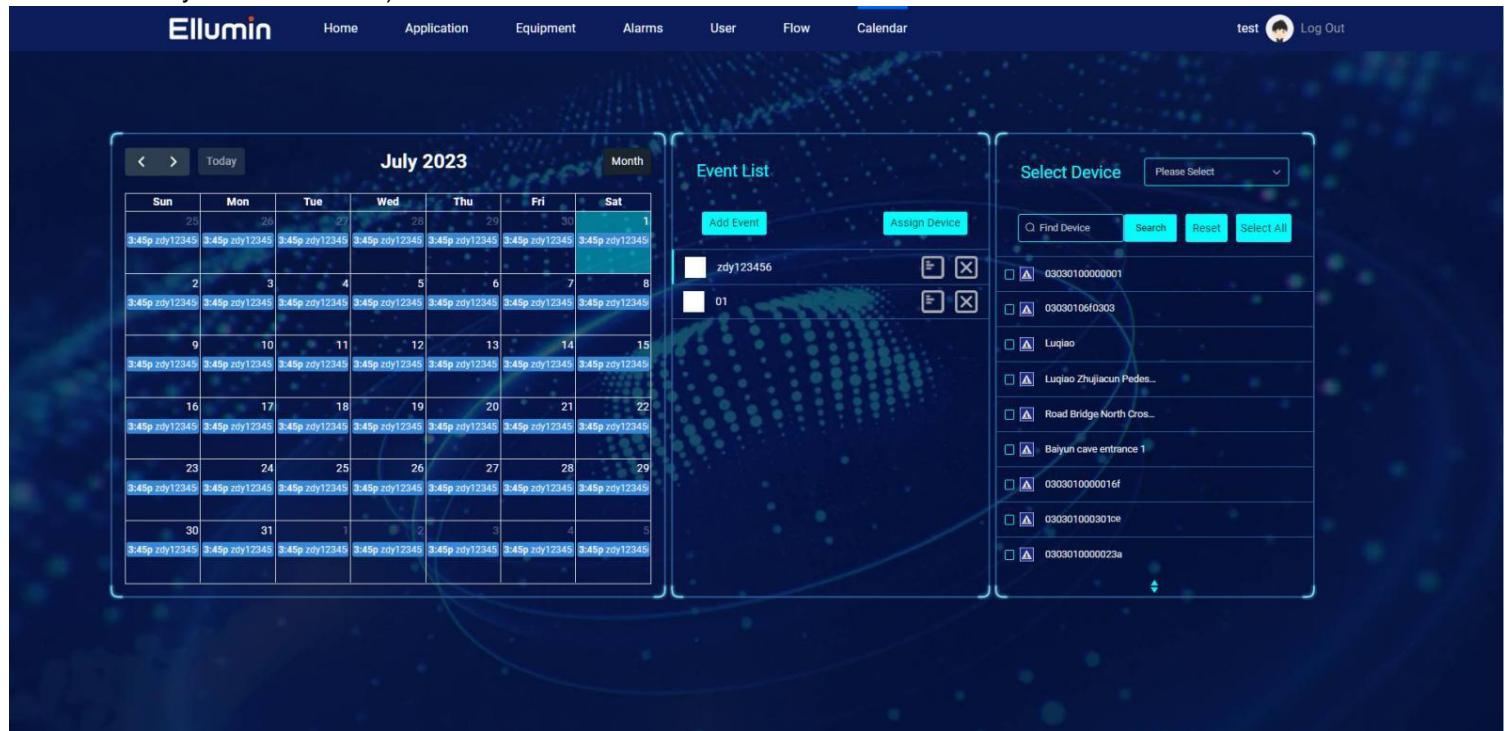 Ellumin Home Application Equipment Alarms User Flow Calendar test Log Out
Today July 2023 Month
Sun Mon Tue Wed Thu Fri Sat
25 26 27 28 29 30 1
3:45p zdy12345 3:45p zdy12345 3:45p zdy12345 3:45p zdy12345 3:45p zdy12345 3:45p zdy12345 3:45p zdy12345
2 3 4 5 6 7 8
3:45p zdy12345 3:45p zdy12345 3:45p zdy12345 3:45p zdy12345 3:45p zdy12345 3:45p zdy12345 3:45p zdy12345
9 10 11 12 13 14 15
3:45p zdy12345 3:45p zdy12345 3:45p zdy12345 3:45p zdy12345 3:45p zdy12345 3:45p zdy12345 3:45p zdy12345
16 17 18 19 20 21 22
3:45p zdy12345 3:45p zdy12345 3:45p zdy12345 3:45p zdy12345 3:45p zdy12345 3:45p zdy12345 3:45p zdy12345
23 24 25 26 27 28 29
3:45p zdy12345 3:45p zdy12345 3:45p zdy12345 3:45p zdy12345 3:45p zdy12345 3:45p zdy12345 3:45p zdy12345
30 31 1 2 3 4 5
3:45p zdy12345 3:45p zdy12345 3:45p zdy12345 3:45p zdy12345 3:45p zdy12345 3:45p zdy12345 3:45p zdy12345
Event List
Add Event Assign Device
zdy123456
01
Select Device Please Select
Find Device Search Reset Select All
03030100000001
03030106f0303
Luqiao
Luqiao Zhujiacun Pedes...
Road Bridge North Cros...
Baiyun cave entrance 1
0303010000016f
030301000301ce
0303010000023a